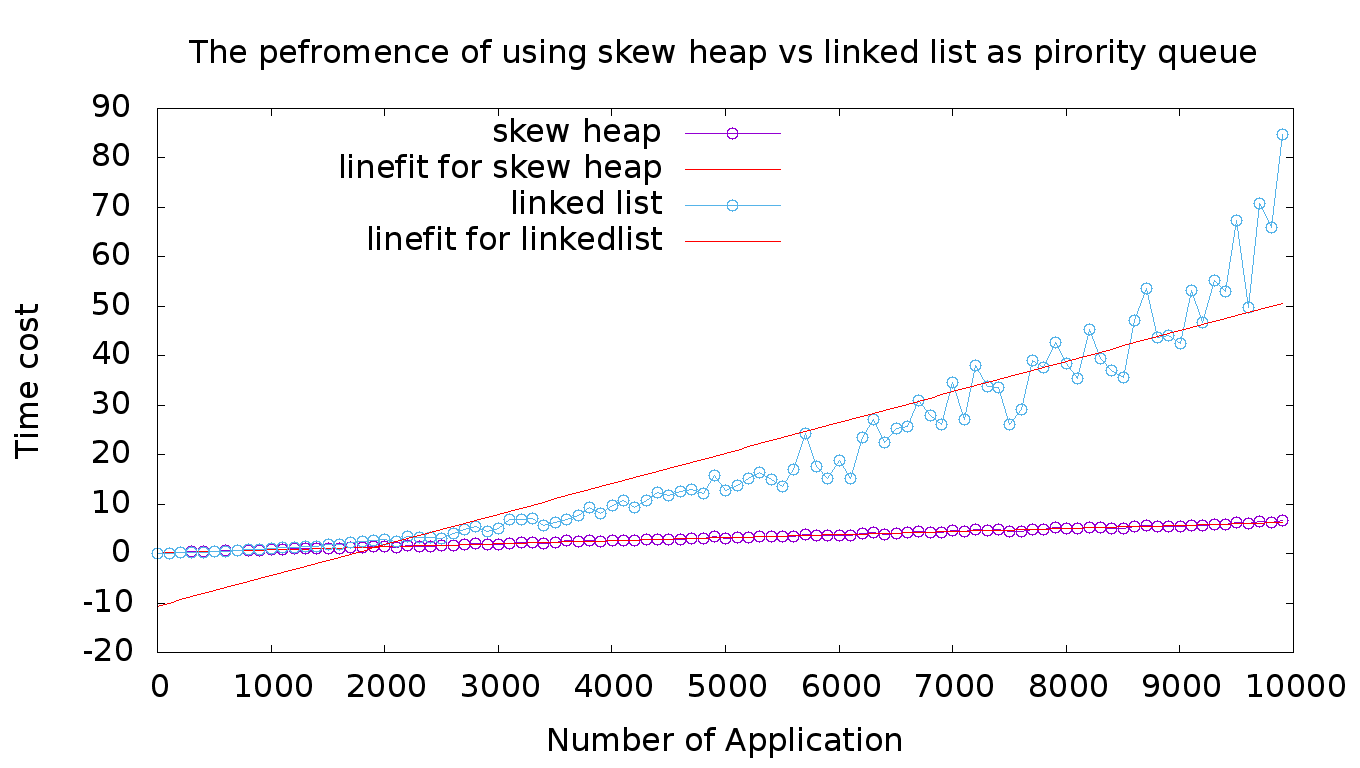 The pefromence of using skew heap vs linked list as pirority queue
90
80
70
60
50
40
30
20
10
0
-10
-20
Time cost
skew heap
linefit for skew heap
linked list
linefit for linkedlist
0 1000 2000 3000 4000 5000 6000 7000 8000 9000 10000
Number of Application